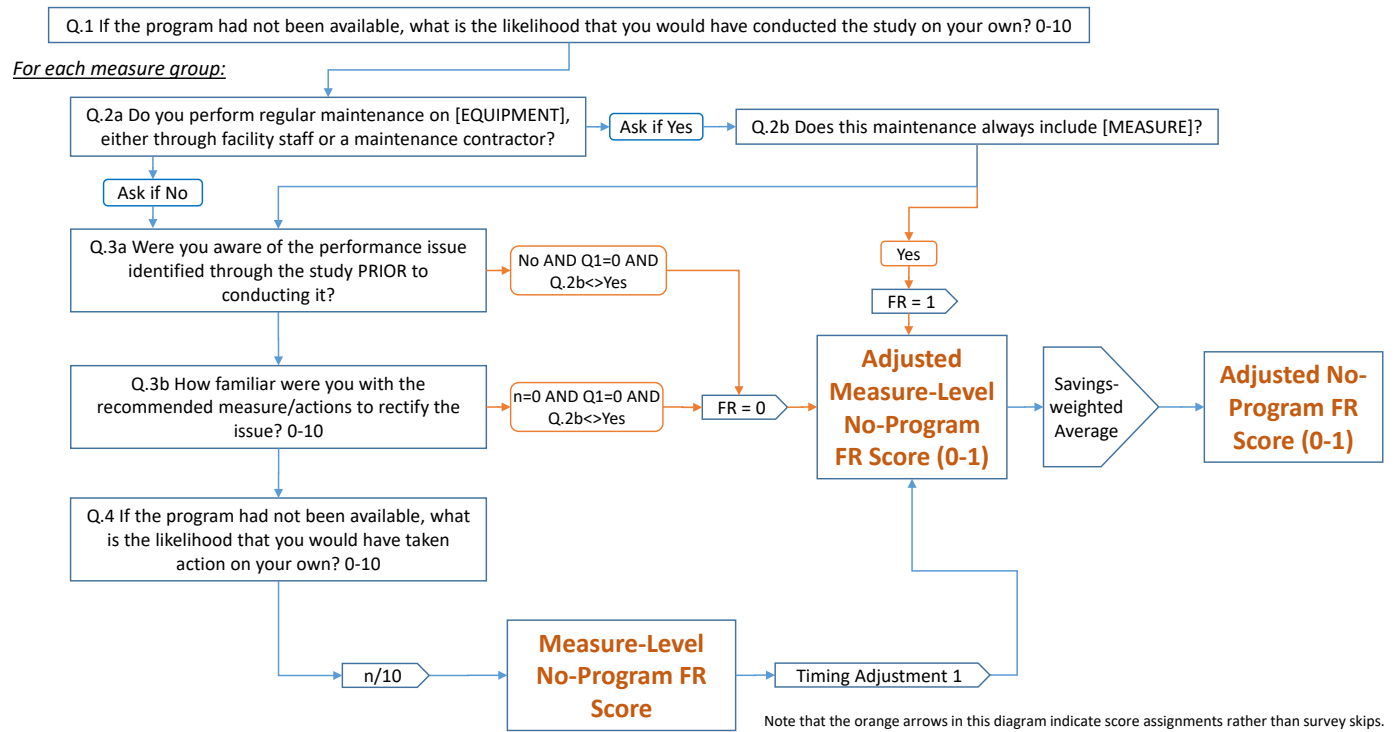 Q.1 If the program had not been available, what is the likelihood that you would have conducted the study on your own? 0-10
For each measure group:
Q.2a Do you perform regular maintenance on [EQUIPMENT],
either through facility staff or a maintenance contractor?
Ask if Yes
Q.2b Does this maintenance always include [MEASURE]?
Ask if No
Q.3a Were you aware of the performance issue
identified through the study PRIOR to
conducting it?
No AND Q1=0 AND
Q.2b<>Yes
Yes
FR = 1
Q.3b How familiar were you with the
recommended measure/actions to rectify the
issue? 0-10
n=0 AND Q1=0 AND
Q.2b<>Yes
FR = 0
Adjusted
Measure-Level
No-Program
FR Score (0-1)
Savings-
weighted
Average
Adjusted No-
Program FR
Score (0-1)
Q.4 If the program had not been available, what
is the likelihood that you would have taken
action on your own? 0-10
n/10
Measure-Level
No-Program FR
Score
Timing Adjustment 1
Note that the orange arrows in this diagram indicate score assignments rather than survey skips.